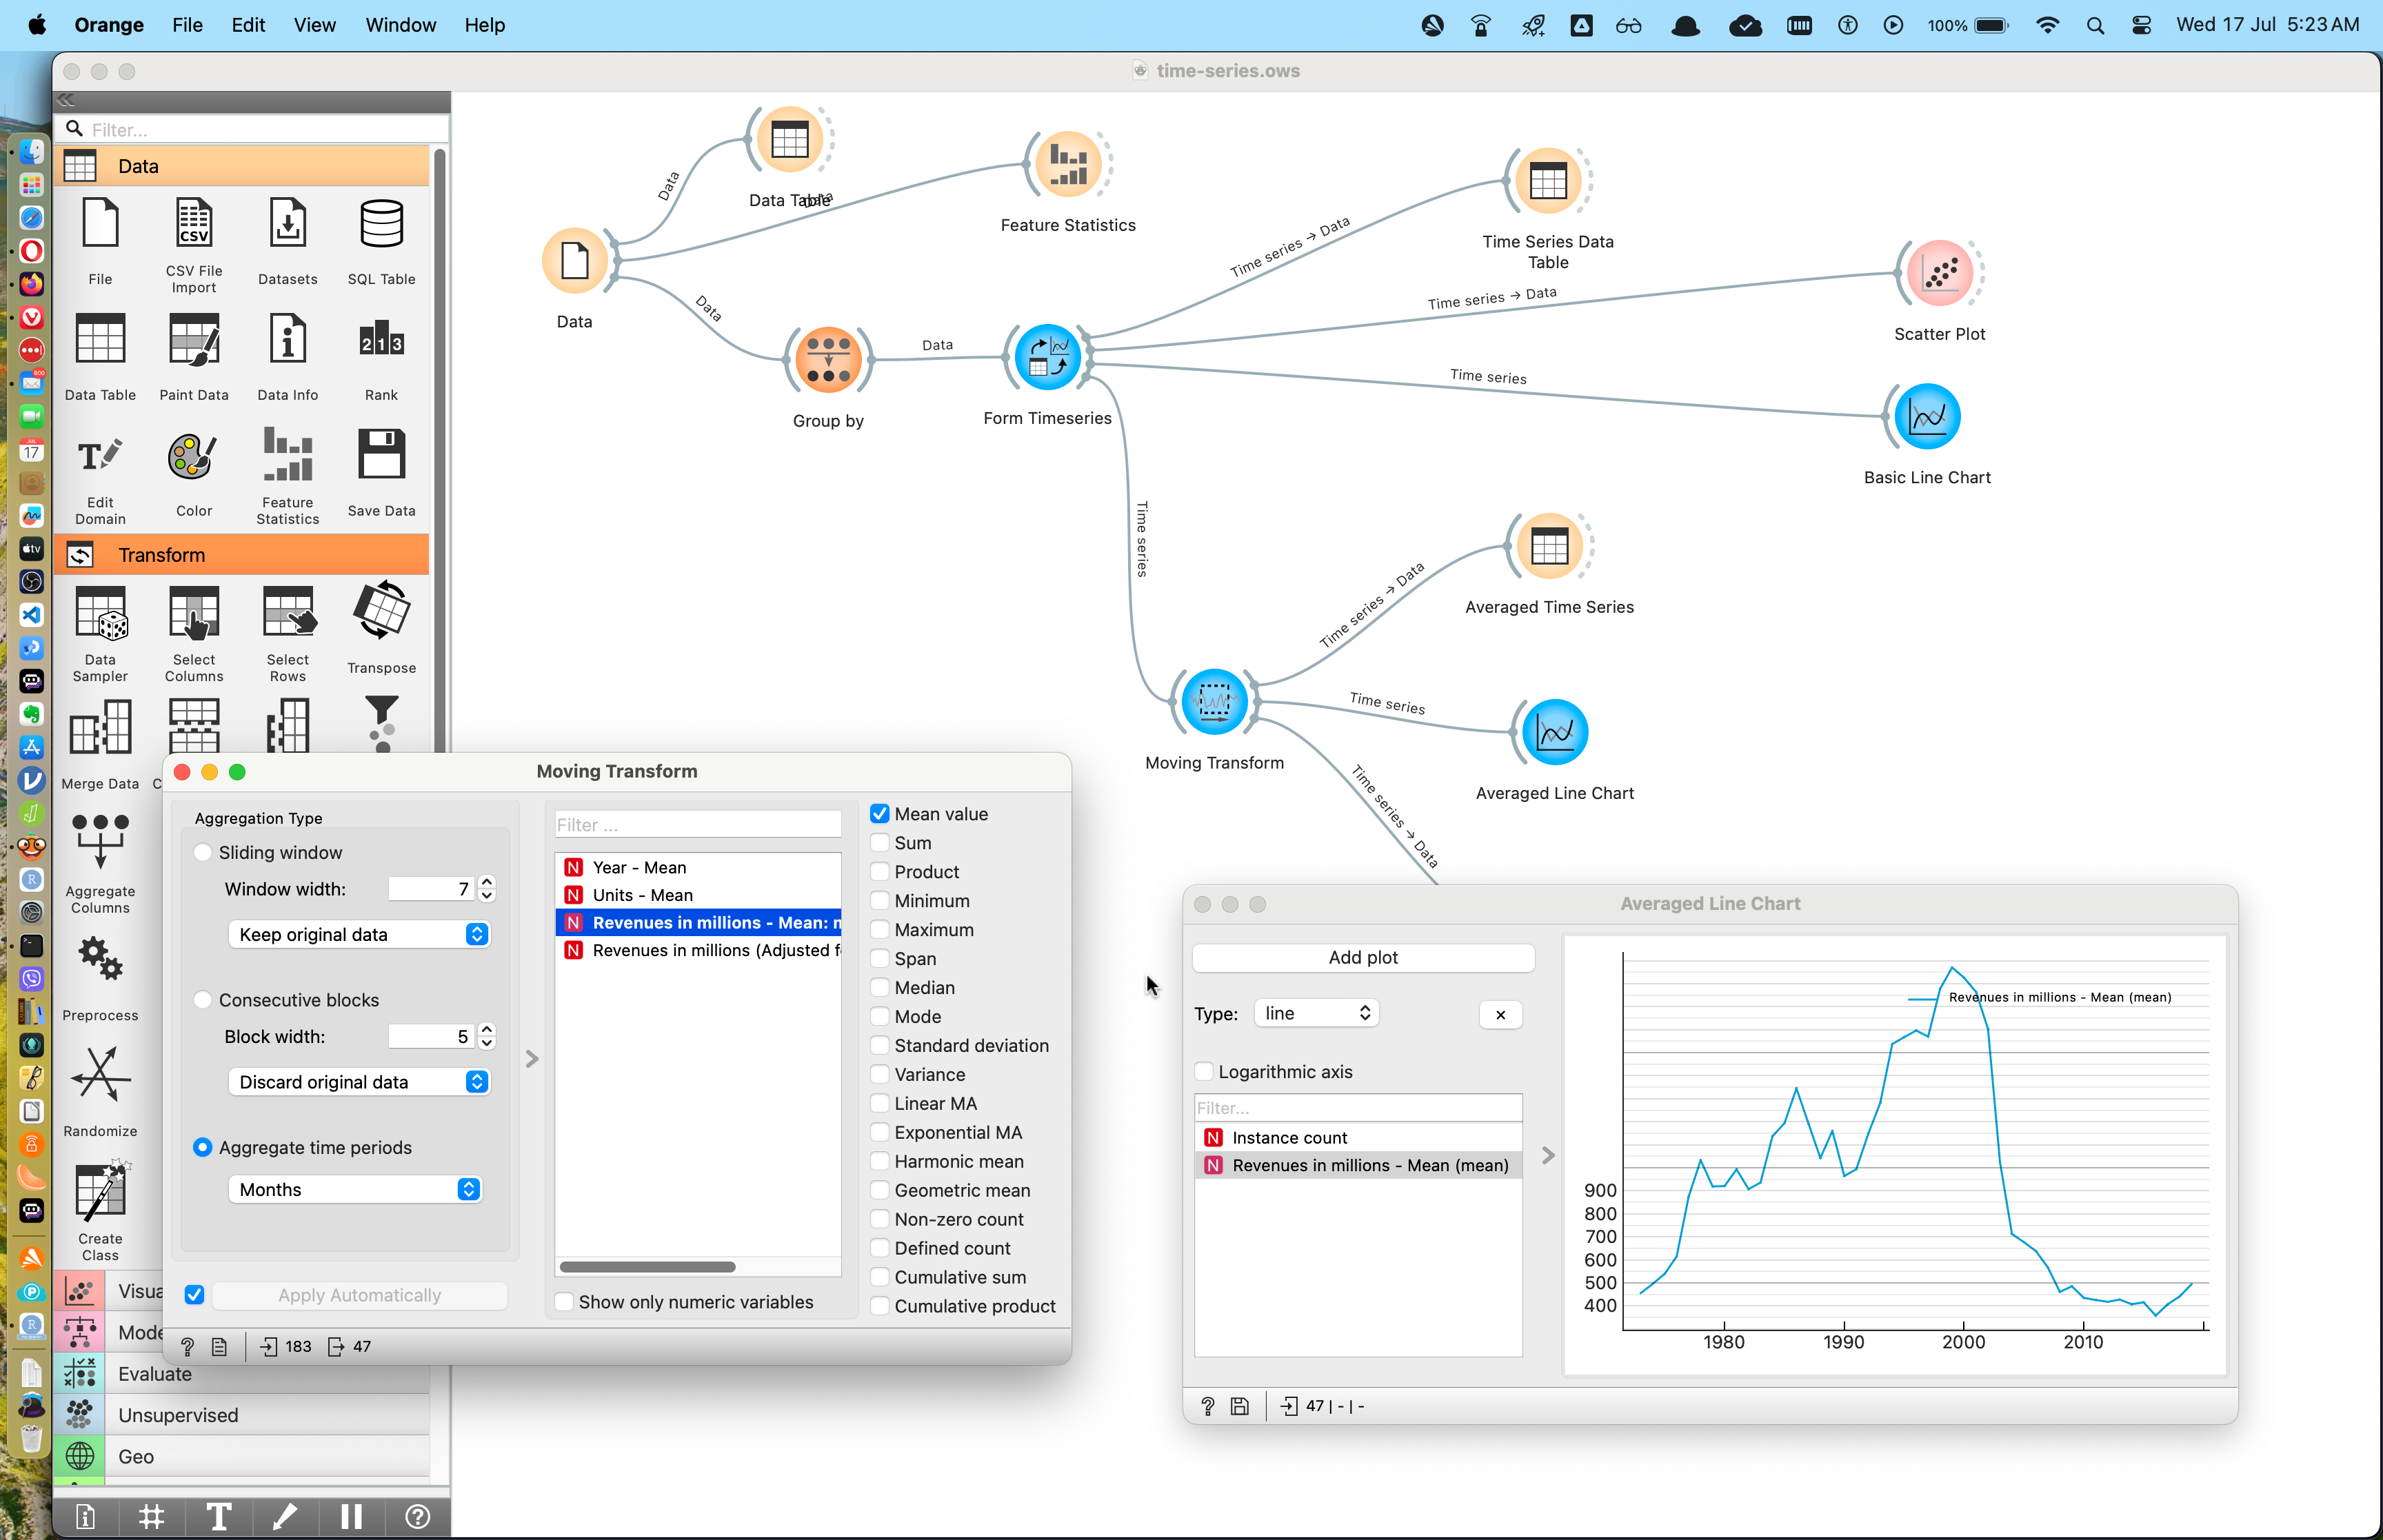 Orange File Edit View Window Help
100% Wed 17 Jul 5:23 AM
time-series.ows
Filter...
Data
File
CSV
CSV File Import
Datasets
SQL Table
Data Table
Paint Data
Data Info
2 1 3
Rank
Edit Domain
Color
Feature Statistics
Save Data
Transform
Data Sampler
Select Columns
Select Rows
Transpose
Merge Data
C
Aggregate Columns
Preprocess
Randomize
Create Class
Visua
Mode
Evaluate
Unsupervised
Geo
Data
Data
Data
Data
Data Table
Feature Statistics
Group by
Data
Form Timeseries
Time series → Data
Time Series Data Table
Time series → Data
Scatter Plot
Time series
Basic Line Chart
Time series
Time series → Data
Averaged Time Series
Time series
Moving Transform
Averaged Line Chart
Time series → Data
Moving Transform
Aggregation Type
Sliding window
Window width: 7
Keep original data
Consecutive blocks
Block width: 5
Discard original data
Aggregate time periods
Months
Apply Automatically
Filter ...
N Year - Mean
N Units - Mean
N Revenues in millions - Mean:
N Revenues in millions (Adjusted
Show only numeric variables
Mean value
Sum
Product
Minimum
Maximum
Span
Median
Mode
Standard deviation
Variance
Linear MA
Exponential MA
Harmonic mean
Geometric mean
Non-zero count
Defined count
Cumulative sum
Cumulative product
? 183 47
Averaged Line Chart
Add plot
Type: line ×
Logarithmic axis
Filter...
N Instance count
N Revenues in millions - Mean (mean)
Revenues in millions - Mean (mean)
900
800
700
600
500
400
1980 1990 2000 2010
? 47 | - | -
JUL
17
600
tv